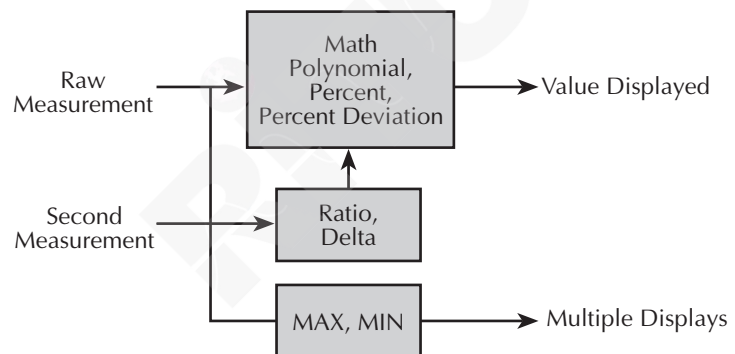 Raw
Measurement
Math
Polynomial,
Percent,
Percent Deviation
Value Displayed
Second
Measurement
Ratio,
Delta
MAX, MIN
Multiple Displays